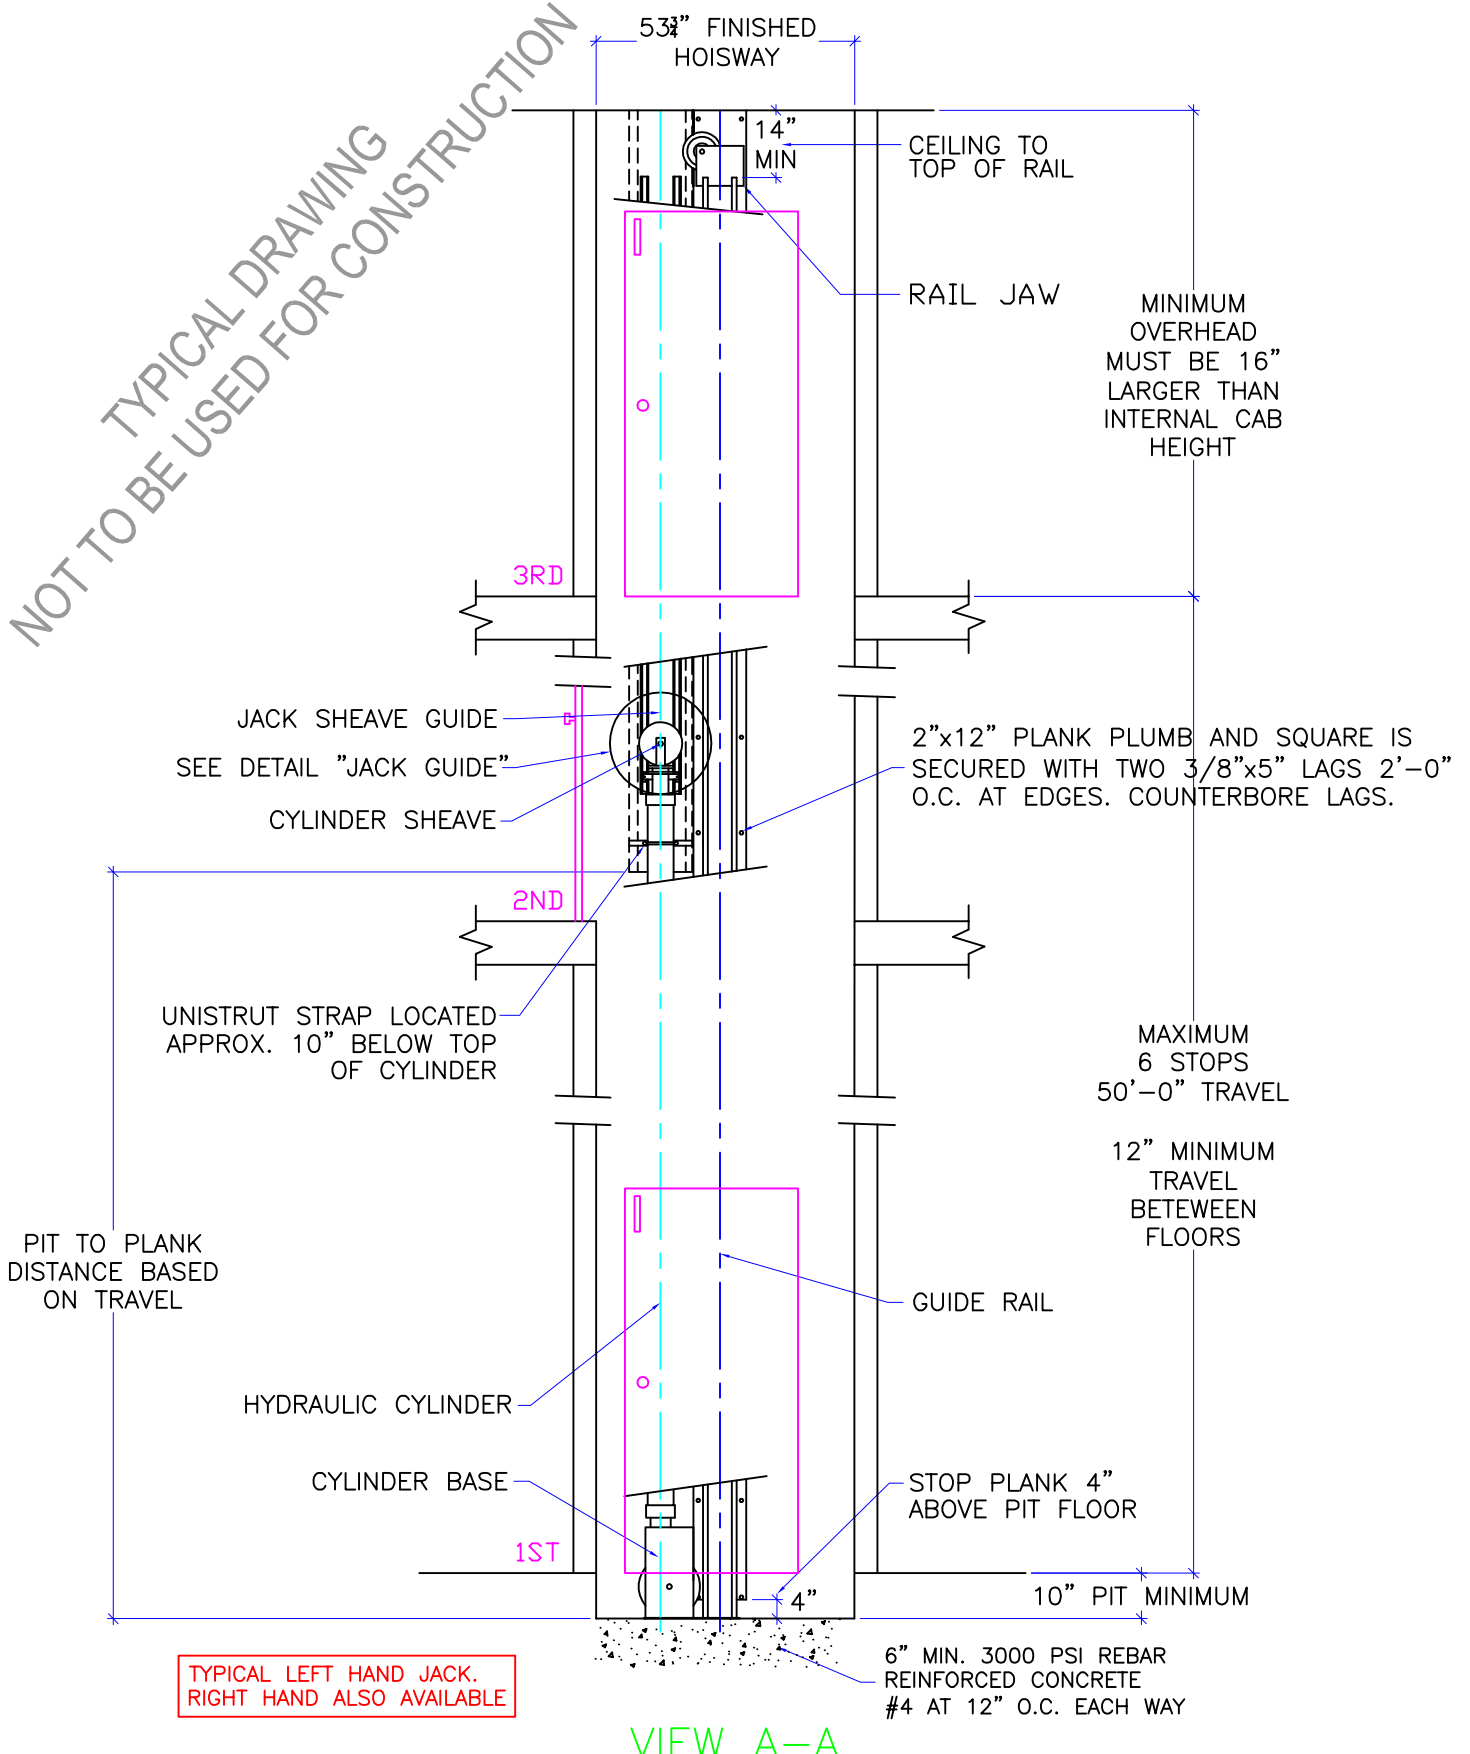 53¾” FINISHED
HOISWAY
TYPICAL DRAWING
NOT TO BE USED FOR CONSTRUCTION
14”
MIN
CEILING TO
TOP OF RAIL
RAIL JAW
MINIMUM
OVERHEAD
MUST BE 16”
LARGER THAN
INTERNAL CAB
HEIGHT
3RD
JACK SHEAVE GUIDE
SEE DETAIL ”JACK GUIDE”
CYLINDER SHEAVE
2”x12” PLANK PLUMB AND SQUARE IS
SECURED WITH TWO 3/8”x5” LAGS 2’-0”
O.C. AT EDGES. COUNTERBORE LAGS.
2ND
UNISTRUT STRAP LOCATED
APPROX. 10” BELOW TOP
OF CYLINDER
MAXIMUM
6 STOPS
50’-0” TRAVEL
12” MINIMUM
TRAVEL
BETEWEEN
FLOORS
PIT TO PLANK
DISTANCE BASED
ON TRAVEL
GUIDE RAIL
HYDRAULIC CYLINDER
CYLINDER BASE
STOP PLANK 4”
ABOVE PIT FLOOR
1ST
4”
10” PIT MINIMUM
6” MIN. 3000 PSI REBAR
REINFORCED CONCRETE
#4 AT 12” O.C. EACH WAY
TYPICAL LEFT HAND JACK.
RIGHT HAND ALSO AVAILABLE
VIEW A-A